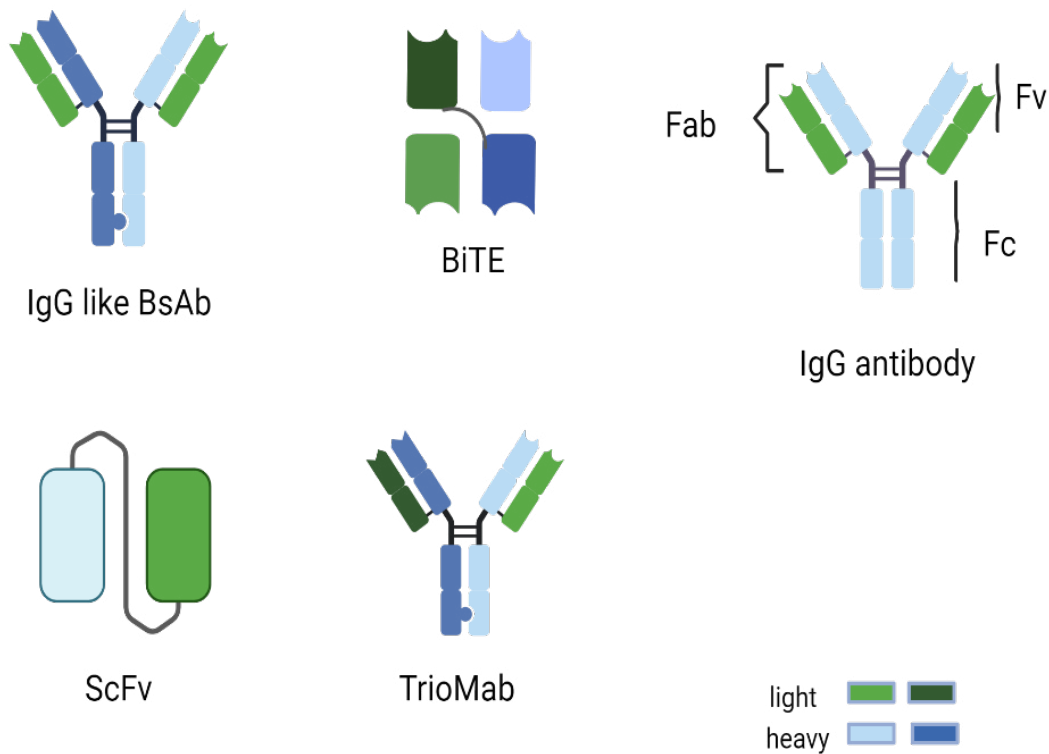 Fab
Fv
BiTE
Fc
IgG like BsAb
IgG antibody
ScFv
TrioMab
light
heavy